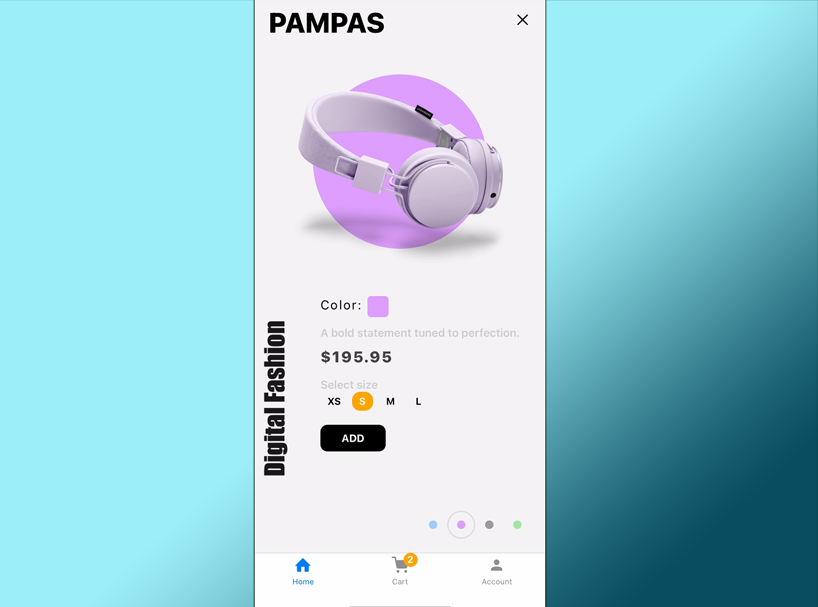 PAMPAS
Color:
A bold statement tuned to perfection.
$195.95
Select size
XS S M L
ADD
Digital Fashion
2
Home Cart Account